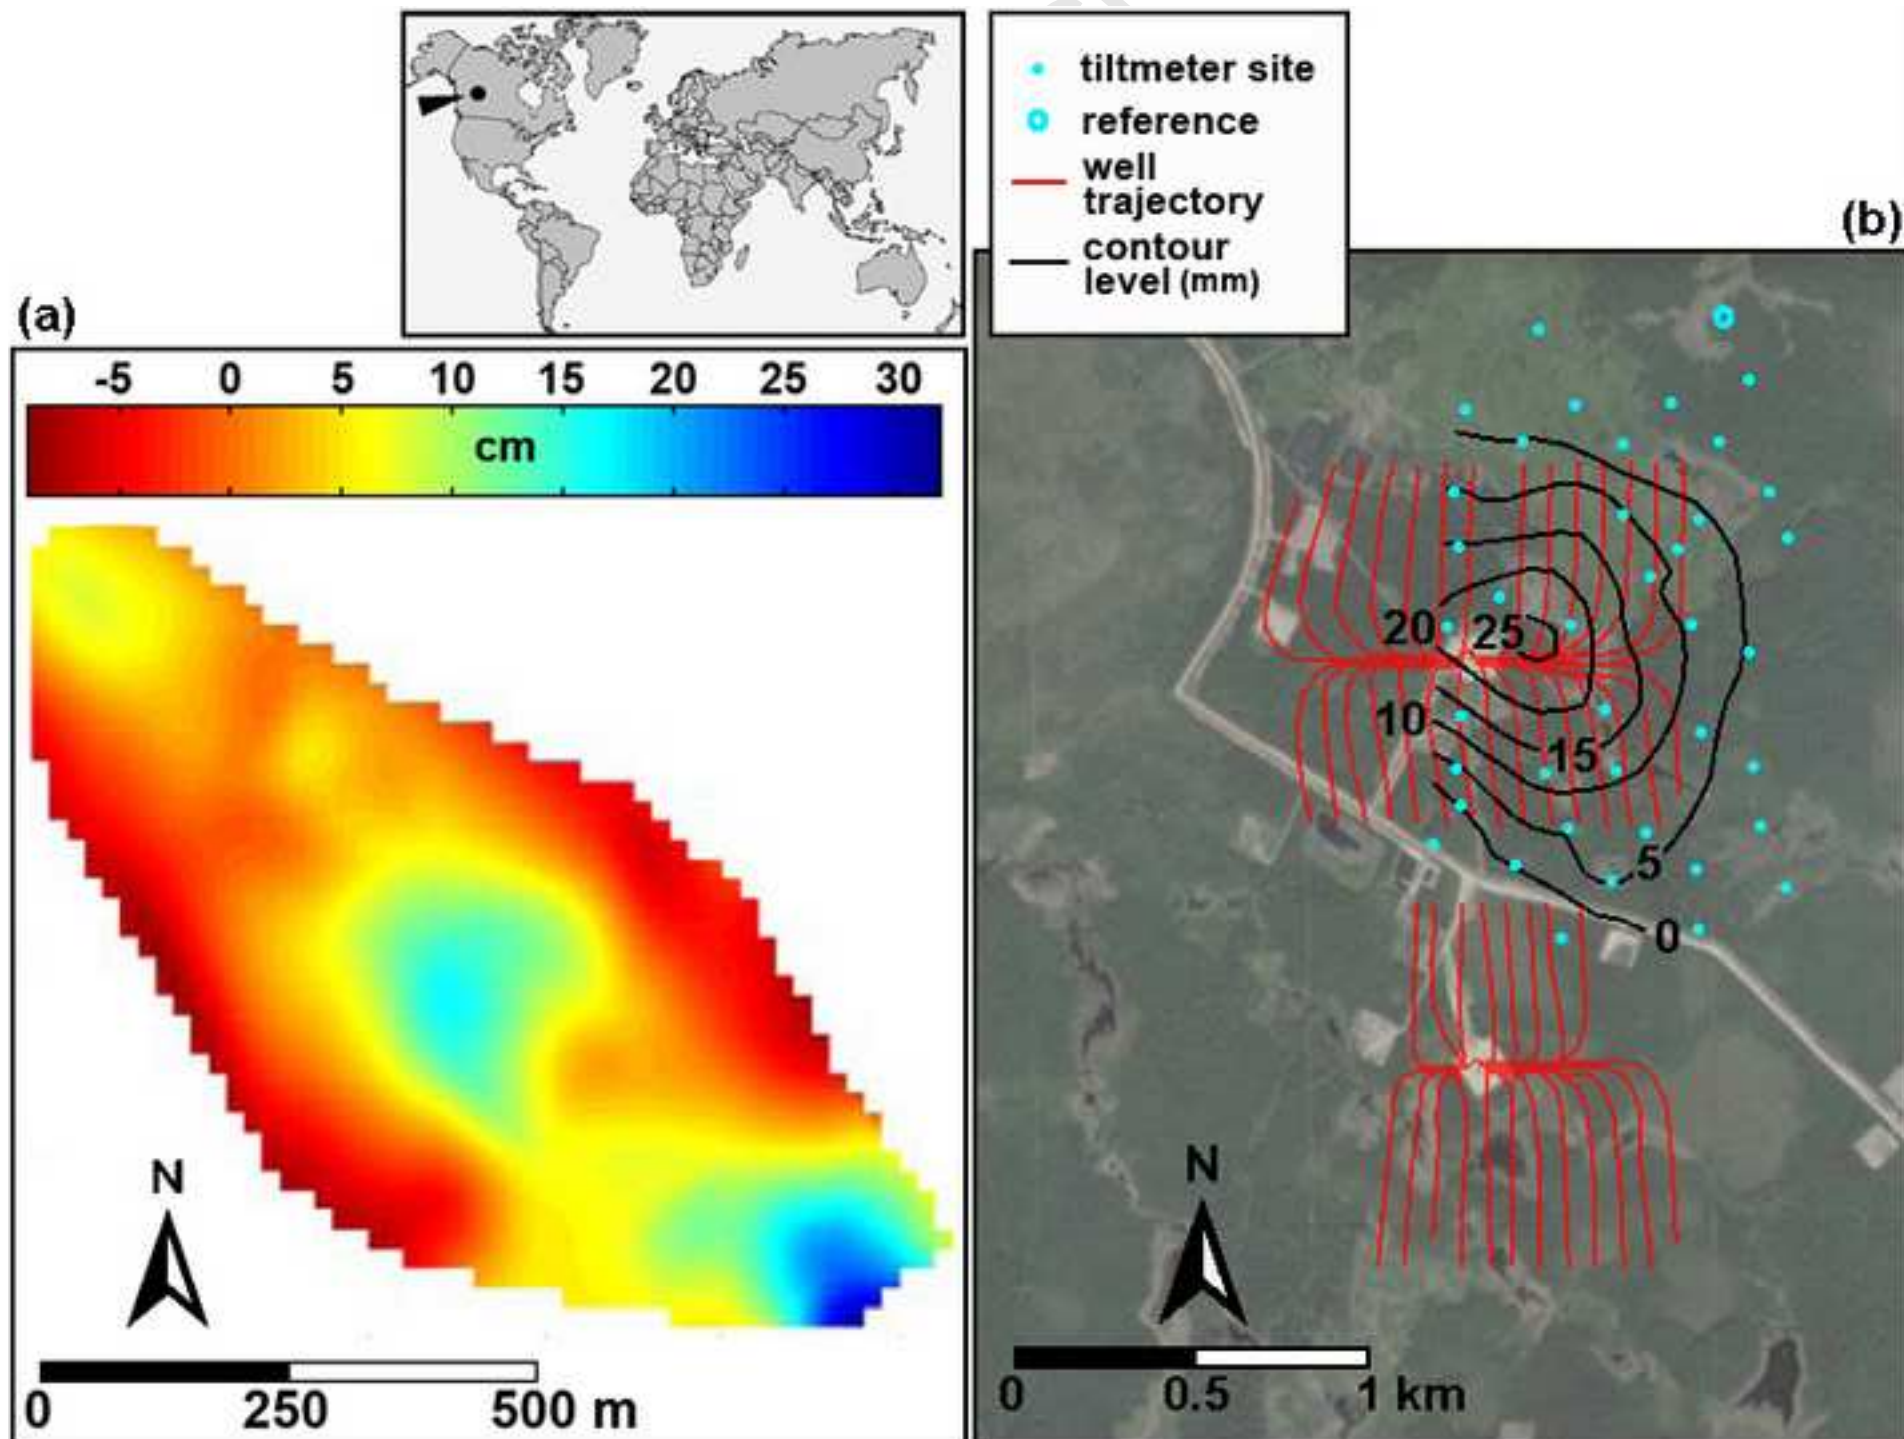 tiltmeter site
reference
well
trajectory
contour
level (mm)
(a)
(b)
-5 0 5 10 15 20 25 30
cm
N
0 250 500 m
20 25
10
15
5
0
N
0 0.5 1 km